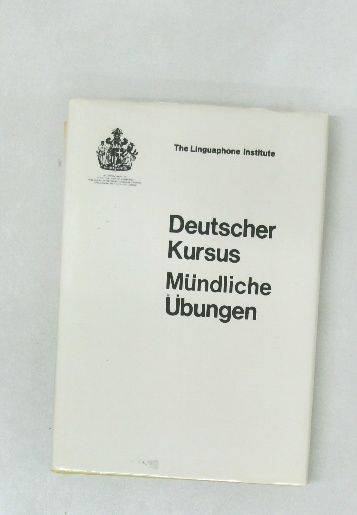 The Linguaphone Institute
Deutscher
Kursus
Mündliche
Übungen